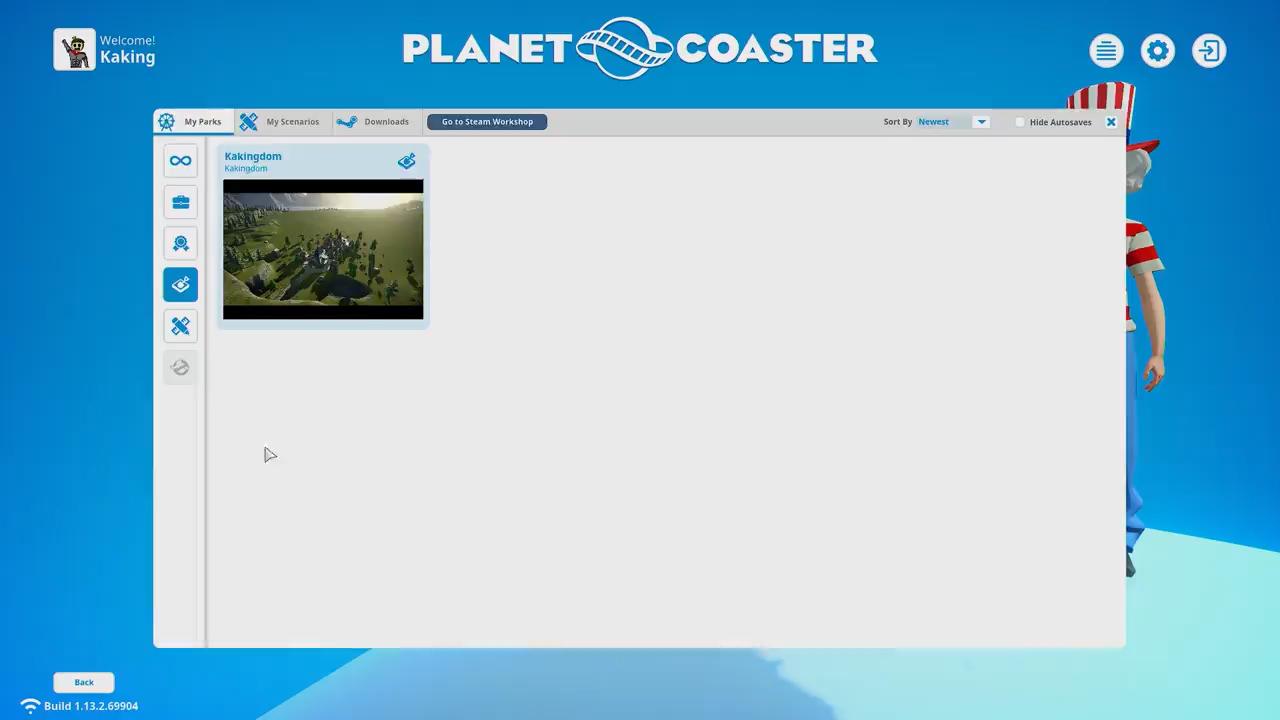 Welcome!
Kaking
PLANET COASTER
My Parks
My Scenarios
Downloads
Go to Steam Workshop
Sort By Newest
Hide Autosaves
Kakingdom
Kakingdom
Back
Build 1.13.2.69904